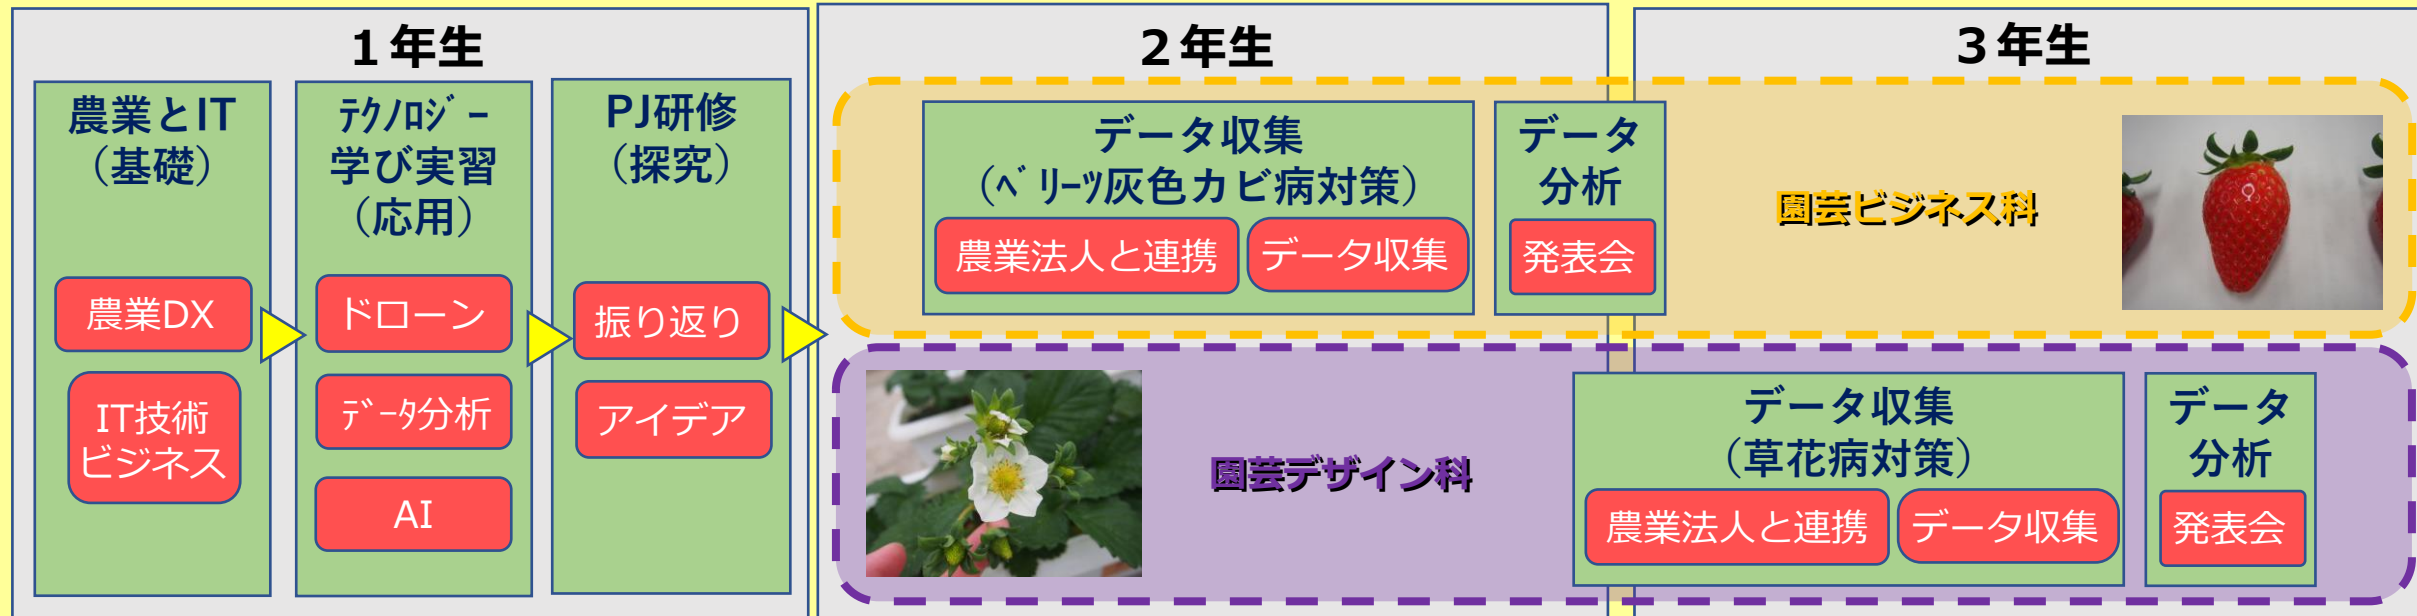 1年生
農業とIT
（基礎）
農業DX
IT技術
ビジネス
ﾃｸﾉﾛｼﾞｰ
学び実習
（応用）
ドローン
ﾃﾞｰﾀ分析
AI
PJ研修
（探究）
振り返り
アイデア
2年生
3年生
データ収集
（ﾍﾞﾘｰﾂ灰色カビ病対策）
農業法人と連携
データ収集
データ
分析
発表会
園芸ビジネス科
園芸デザイン科
データ収集
（草花病対策）
農業法人と連携
データ収集
データ
分析
発表会